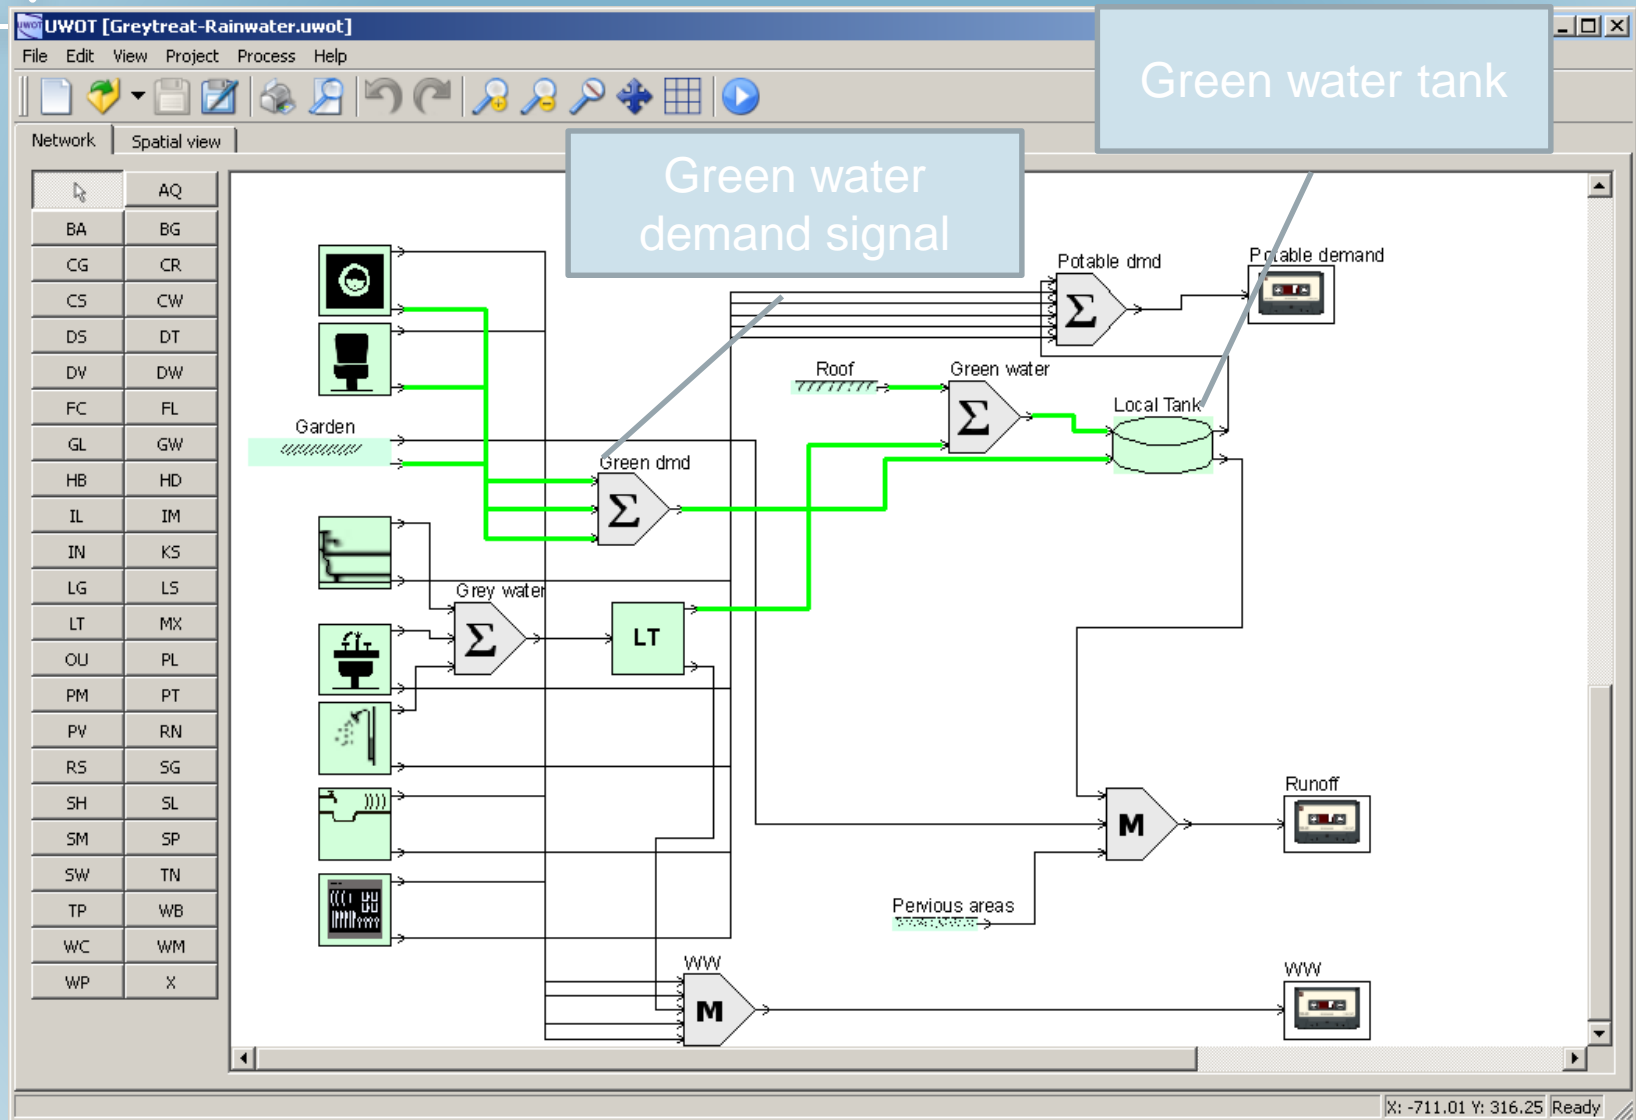 UWOT [Greytreat-Rainwater.uwot]
File Edit View Project Process Help
Green water tank
Network Spatial view
Green water
demand signal
AQ
BA BG
CG CR
CS CW
DS DT
DV DW
FC FL
GL GW
HB HD
IL IM
IN KS
LG LS
LT MX
OU PL
PM PT
PV RN
RS SG
SH SL
SM SP
SW TN
TP WB
WC WM
WP X
Potable dmd
Potable demand
Σ
Roof
Green water
Σ
Local Tank
Garden
Green dmd
Σ
Grey water
Σ
LT
Runoff
M
Pervious areas
WW
M
WW
X: -711.01 Y: 316.25 Ready